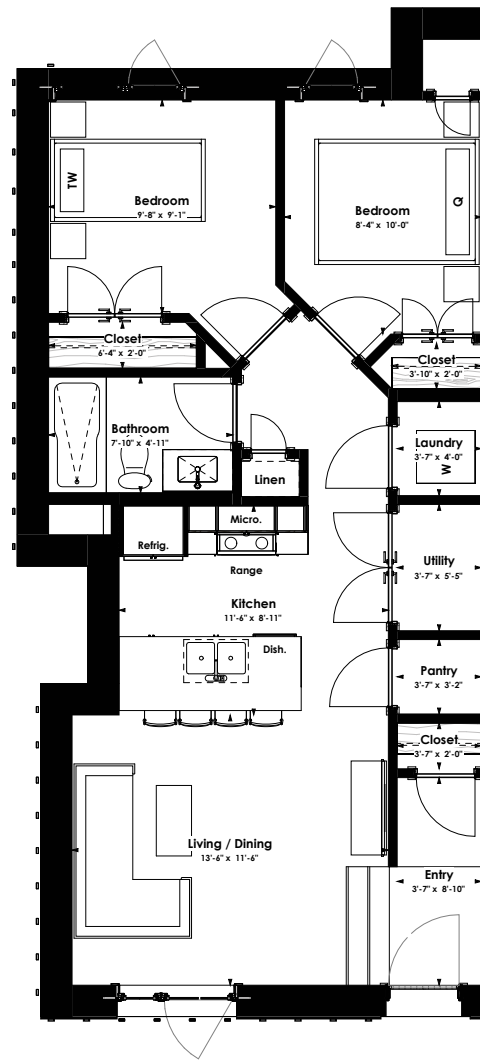 TW
Bedroom
9'-8" x 9'-1"
Bedroom
8'-4" x 10'-0"
Q
Closet
6'-4" x 2'-0"
Closet
3'-10" x 2'-0"
Bathroom
7'-10" x 4'-11"
Laundry
3'-7" x 4'-0"
W
Linen
Micro.
Refrig.
Range
Utility
3'-7" x 5'-5"
Kitchen
11'-6" x 8'-11"
Dish.
Pantry
3'-7" x 3'-2"
Closet
3'-7" x 2'-0"
Living / Dining
13'-6" x 11'-6"
Entry
3'-7" x 8'-10"